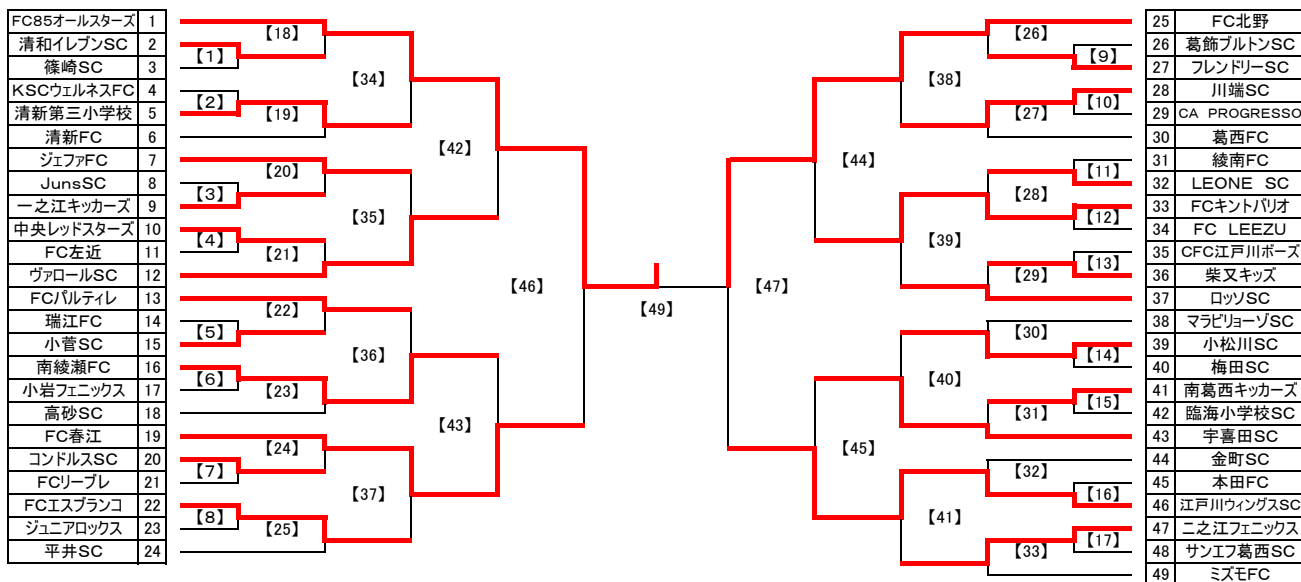 FC85オールスターズ 1
清和イレブンSC 2
篠崎SC 3
KSCウェルネスFC 4
清新第三小学校 5
清新FC 6
ジェファFC 7
JunsSC 8
一之江キッカーズ 9
中央レッドスターズ 10
FC左近 11
ヴァロールSC 12
FCパルティレ 13
瑞江FC 14
小菅SC 15
南綾瀬FC 16
小岩フェニックス 17
高砂SC 18
FC春江 19
コンドルスSC 20
FCリーブレ 21
FCエスブランコ 22
ジュニアロックス 23
平井SC 24
【1】
【2】
【3】
【4】
【5】
【6】
【7】
【8】
【18】
【19】
【20】
【21】
【22】
【23】
【24】
【25】
【34】
【35】
【36】
【37】
【42】
【43】
【46】
【49】
【47】
【44】
【45】
【38】
【39】
【40】
【41】
【26】
【27】
【28】
【29】
【30】
【31】
【32】
【33】
【9】
【10】
【11】
【12】
【13】
【14】
【15】
【16】
【17】
25 FC北野
26 葛飾ブルトンSC
27 フレンドリーSC
28 川端SC
29 CA PROGRESSO
30 葛西FC
31 綾南FC
32 LEONE SC
33 FCキントバリオ
34 FC LEEZU
35 CFC江戸川ボーズ
36 柴又キッズ
37 ロッソSC
38 マラビリョーゾSC
39 小松川SC
40 梅田SC
41 南葛西キッカーズ
42 臨海小学校SC
43 宇喜田SC
44 金町SC
45 本田FC
46 江戸川ウィングスSC
47 二之江フェニックス
48 サンエフ葛西SC
49 ミズモFC